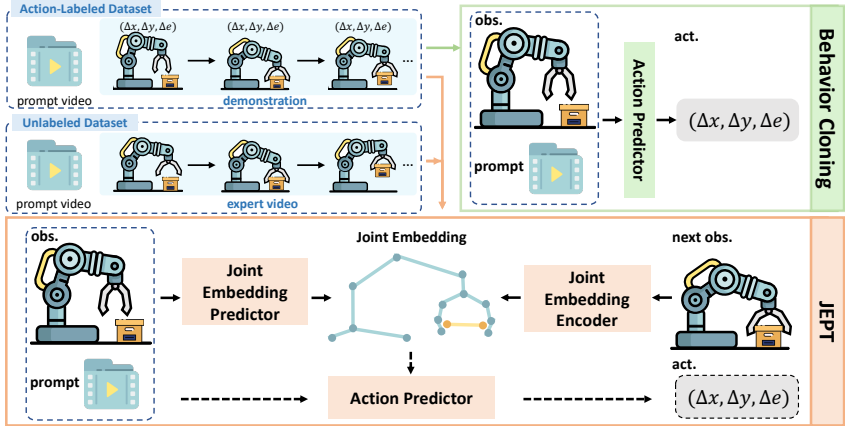 Action-Labeled Dataset
(Δx, Δy, Δe)
(Δx, Δy, Δe)
(Δx, Δy, Δe)
...
prompt video
demonstration
Unlabeled Dataset
...
prompt video
expert video
obs.
act.
Action Predictor
(Δx, Δy, Δe)
prompt
Behavior Cloning
obs.
Joint Embedding
next obs.
Joint
Embedding
Predictor
Joint
Embedding
Encoder
act.
prompt
Action Predictor
(Δx, Δy, Δe)
JEPT